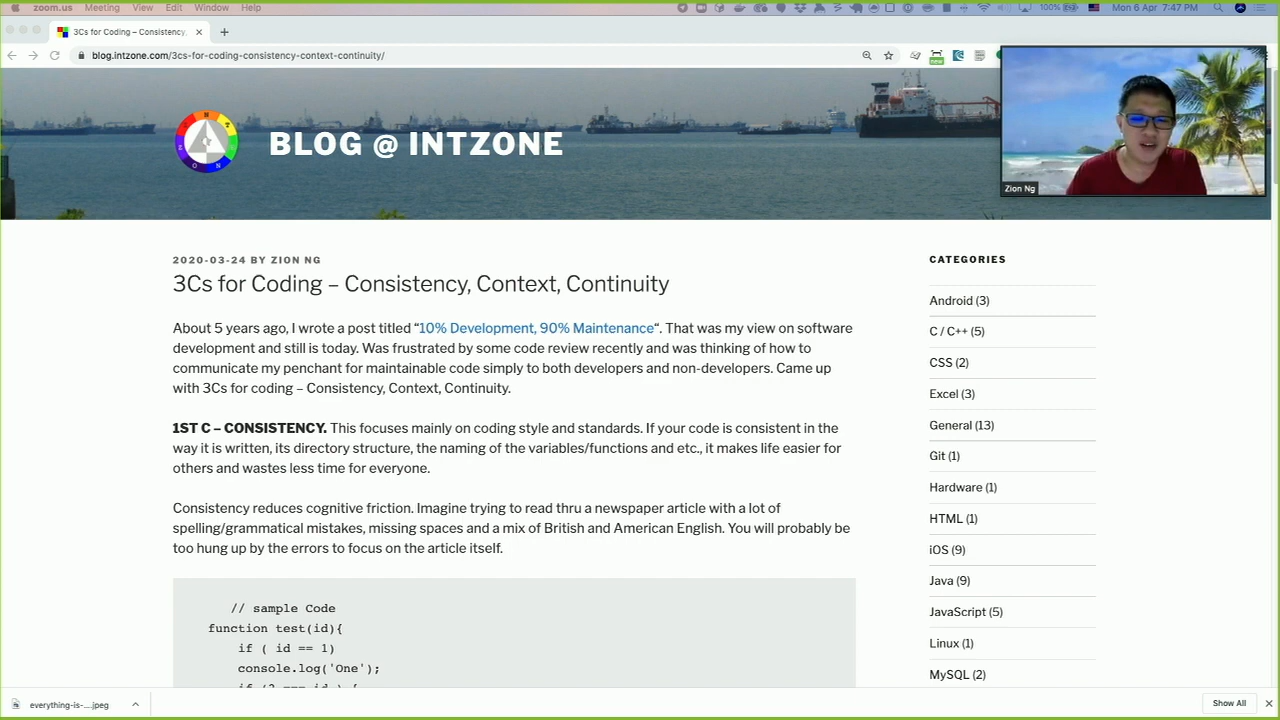 zoom.us Meeting View Edit Window Help
100% Mon 6 Apr 7:47 PM
3Cs for Coding – Consistency,
blog.intzone.com/3cs-for-coding-consistency-context-continuity/
new
BLOG @ INTZONE
Zion Ng
2020-03-24 BY ZION NG
3Cs for Coding – Consistency, Context, Continuity
About 5 years ago, I wrote a post titled “10% Development, 90% Maintenance“. That was my view on software
development and still is today. Was frustrated by some code review recently and was thinking of how to
communicate my penchant for maintainable code simply to both developers and non-developers. Came up
with 3Cs for coding – Consistency, Context, Continuity.
1ST C – CONSISTENCY. This focuses mainly on coding style and standards. If your code is consistent in the
way it is written, its directory structure, the naming of the variables/functions and etc., it makes life easier for
others and wastes less time for everyone.
Consistency reduces cognitive friction. Imagine trying to read thru a newspaper article with a lot of
spelling/grammatical mistakes, missing spaces and a mix of British and American English. You will probably be
too hung up by the errors to focus on the article itself.
// sample Code
function test(id){
if ( id == 1)
console.log('One');
CATEGORIES
Android (3)
C / C++ (5)
CSS (2)
Excel (3)
General (13)
Git (1)
Hardware (1)
HTML (1)
iOS (9)
Java (9)
JavaScript (5)
Linux (1)
MySQL (2)
everything-is-....jpeg
Show All